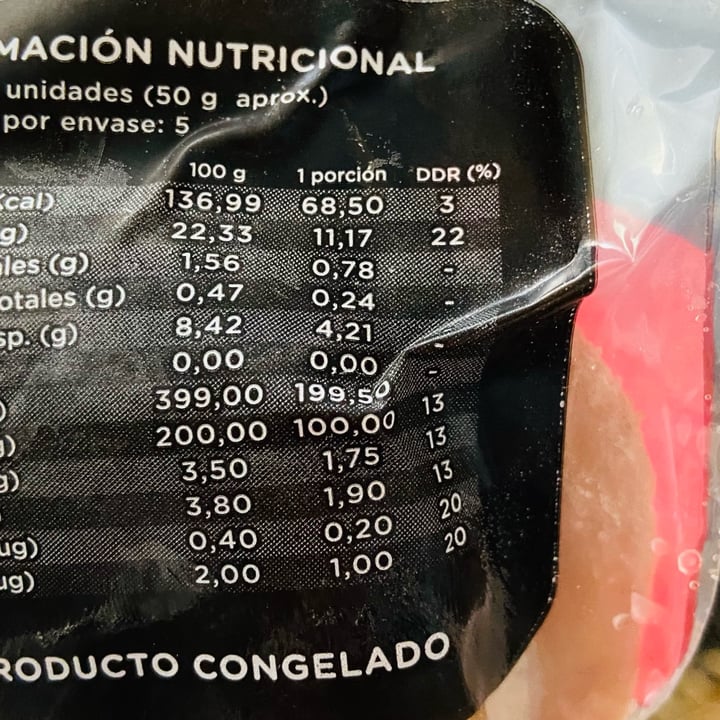 MACIÓN NUTRICIONAL
unidades (50 g aprox.)
por envase: 5
100 g 1 porción DDR (%)
Kcal) 136,99 68,50 3
g) 22,33 11,17 22
ales (g) 1,56 0,78 -
otales (g) 0,47 0,24 -
sp. (g) 8,42 4,21 -
0,00 0,00 -
) 399,00 199,50 13
g) 200,00 100,00 13
g) 3,50 1,75 13
3,80 1,90 20
ug) 0,40 0,20 20
ug) 2,00 1,00
PRODUCTO CONGELADO